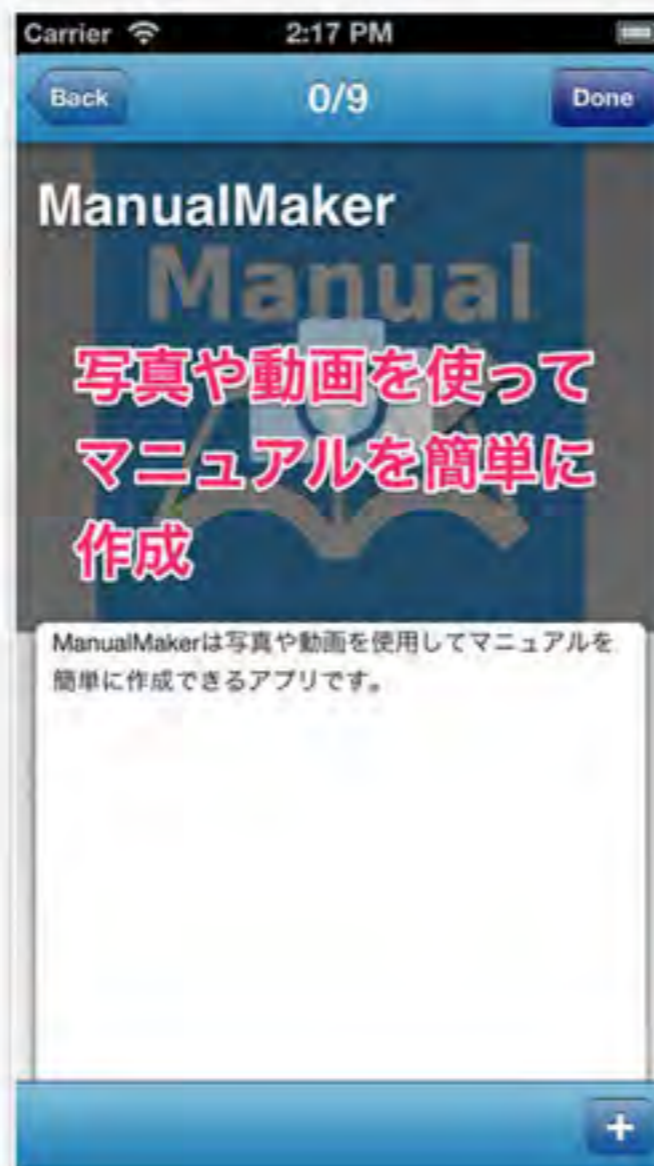 Carrier 2:17 PM
Back 0/9 Done
ManualMaker
Manual
写真や動画を使って
マニュアルを簡単に
作成
ManualMakerは写真や動画を使用してマニュアルを
簡単に作成できるアプリです。
+